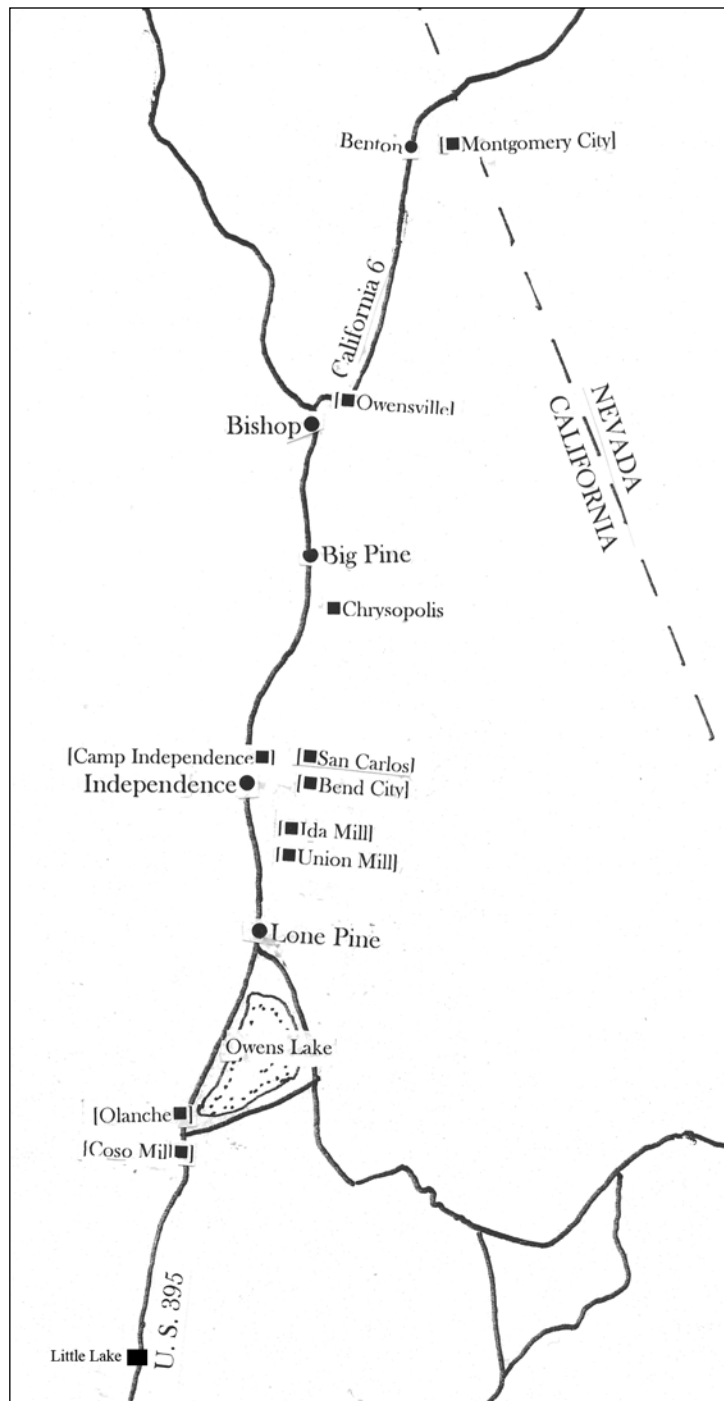 Benton
[ Montgomery City]
California 6
[ Owensville]
Bishop
NEVADA
CALIFORNIA
Big Pine
Chrysopolis
[Camp Independence ]
[ San Carlos]
Independence
[ Bend City]
[ Ida Mill]
[ Union Mill]
Lone Pine
Owens Lake
[Olanche ]
[Coso Mill ]
U. S. 395
Little Lake